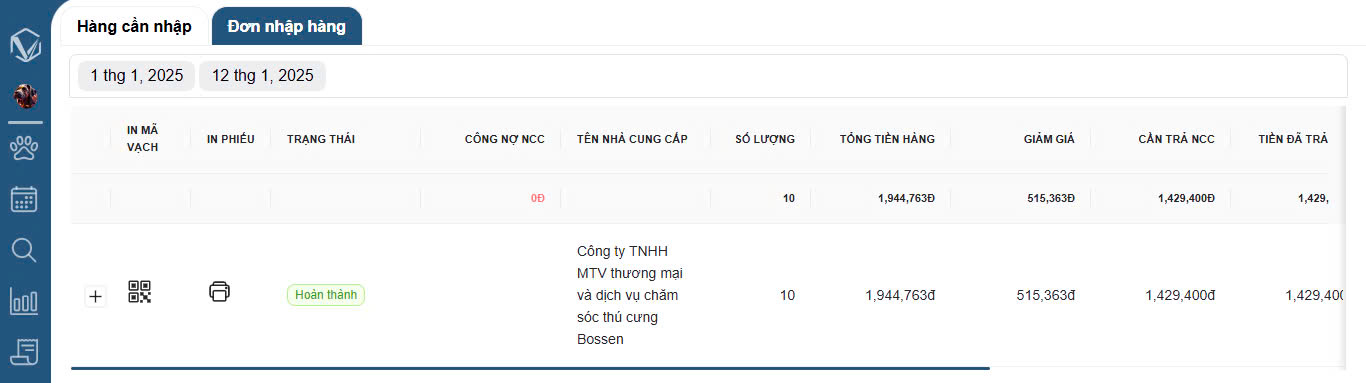 Hàng cần nhập
Đơn nhập hàng
1 thg 1, 2025
12 thg 1, 2025
IN MÃ
VẠCH
IN PHIẾU
TRẠNG THÁI
CÔNG NỢ NCC
TÊN NHÀ CUNG CẤP
SỐ LƯỢNG
TỔNG TIỀN HÀNG
GIẢM GIÁ
CẦN TRẢ NCC
TIỀN ĐÃ TRẢ
0Đ
10
1,944,763Đ
515,363Đ
1,429,400Đ
1,429,
Hoàn thành
Công ty TNHH
MTV thương mại
và dịch vụ chăm
sóc thú cưng
Bossen
10
1,944,763đ
515,363đ
1,429,400đ
1,429,400